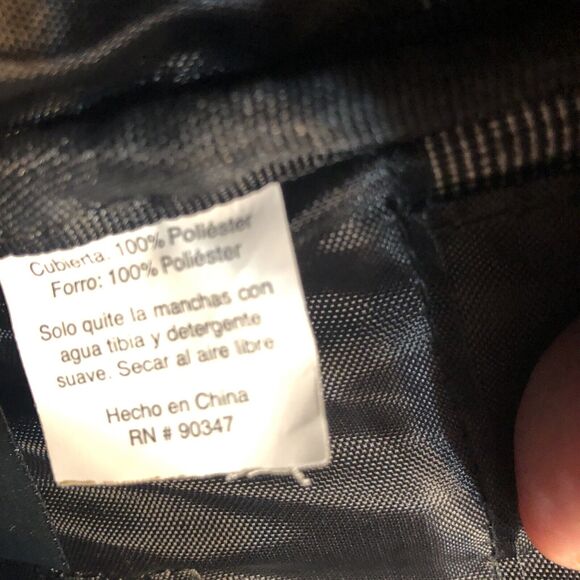 Cubierta: 100% Poliéster
Forro: 100% Poliéster
Solo quite la manchas con
agua tibia y detergente
suave. Secar al aire libre
Hecho en China
RN # 90347